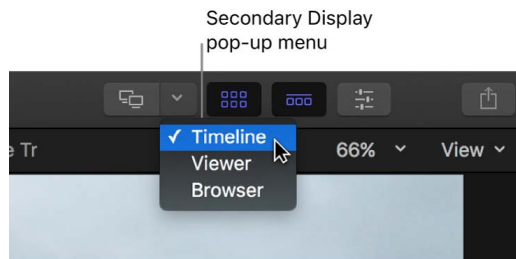 Secondary Display
pop-up menu
e Tr
66%
View
✓ Timeline
Viewer
Browser